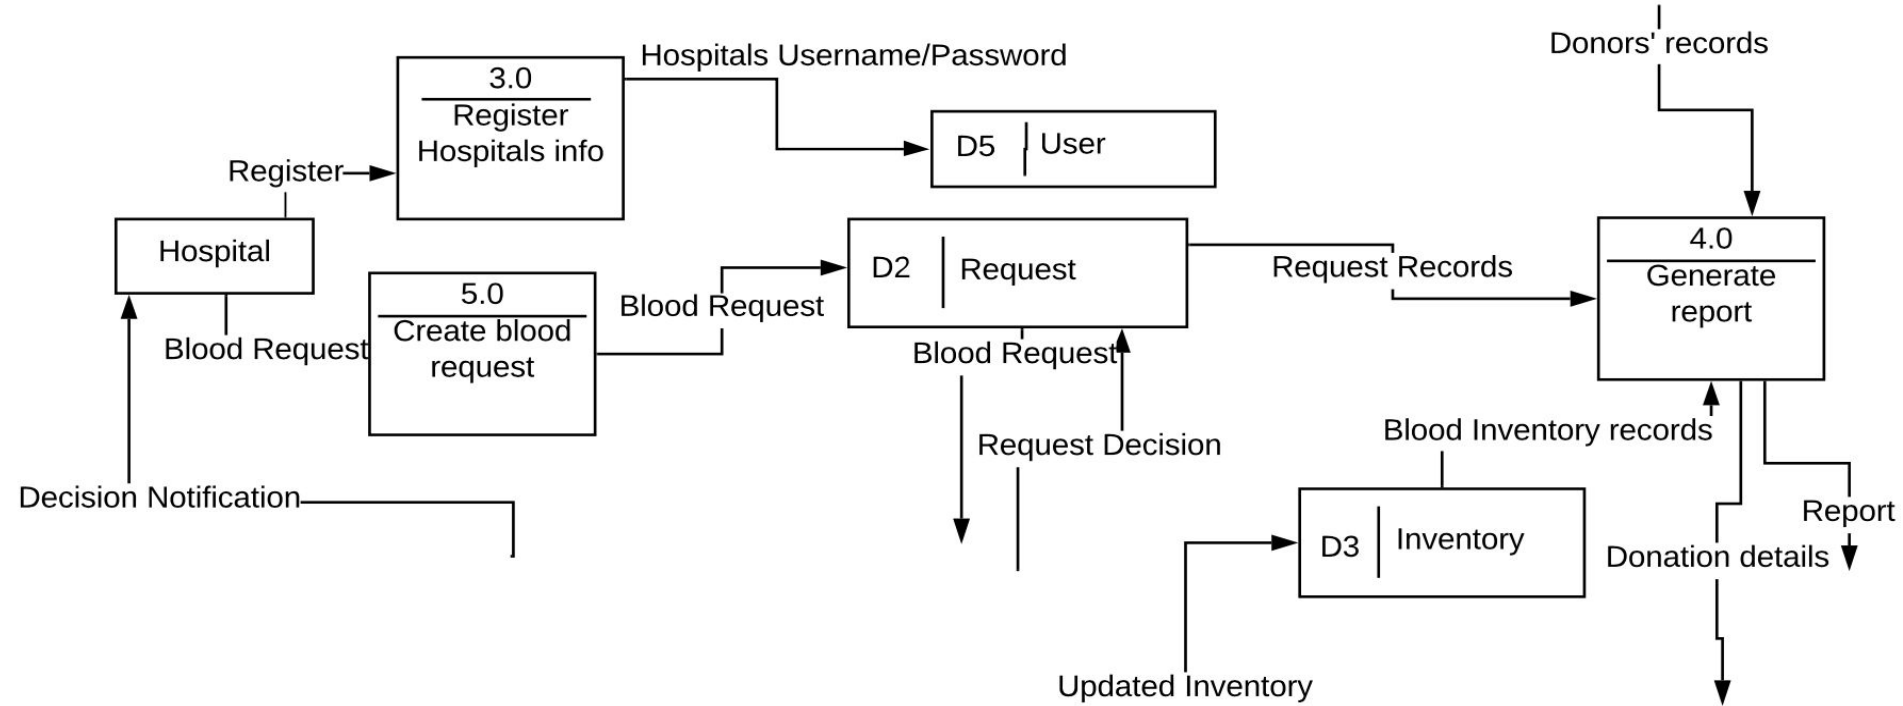 Donors' records
Hospitals Username/Password
3.0
Register
Hospitals info
D5
User
Register
Hospital
D2
Request
Request Records
4.0
Generate
report
5.0
Create blood
request
Blood Request
Blood Request
Blood Request
Request Decision
Blood Inventory records
Decision Notification
D3
Inventory
Report
Donation details
Updated Inventory